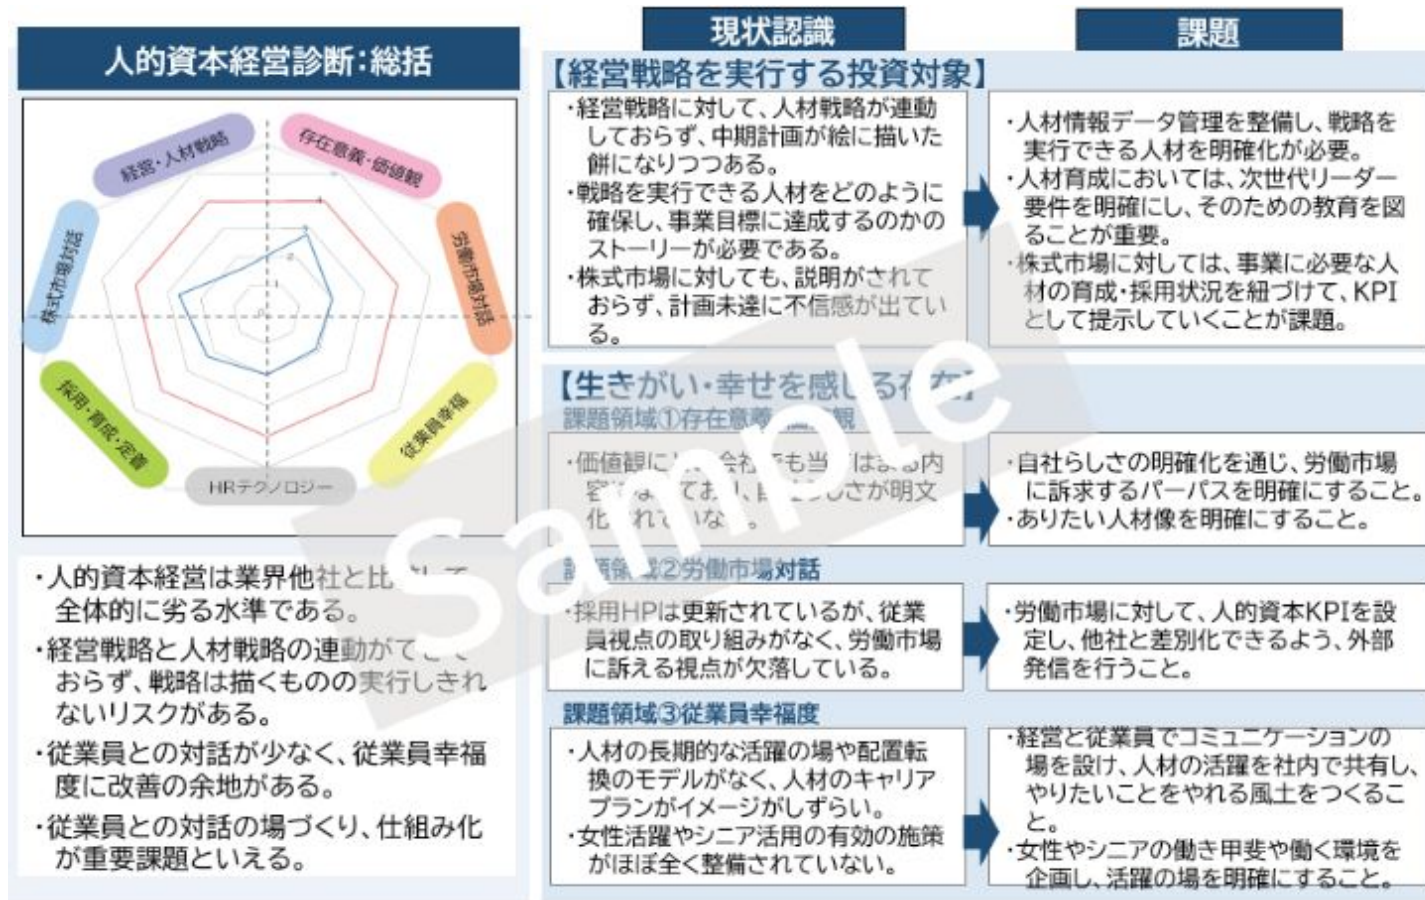 人的資本経営診断：総括
経営・人材戦略
存在意義・価値観
株式市場対話
労働市場対話
採用・育成・定着
従業員幸福
HRテクノロジー
4
3
2
1
0
・人的資本経営は業界他社と比
全体的に劣る水準である。
・経営戦略と人材戦略の連動が
おらず、戦略は描くものの実行しきれ
ないリスクがある。
・従業員との対話が少なく、従業員幸福
度に改善の余地がある。
・従業員との対話の場づくり、仕組み化
が重要課題といえる。
現状認識
課題
【経営戦略を実行する投資対象】
・経営戦略に対して、人材戦略が連動
しておらず、中期計画が絵に描いた
餅になりつつある。
・戦略を実行できる人材をどのように
確保し、事業目標に達成するのかの
ストーリーが必要である。
・株式市場に対しても、説明がされて
おらず、計画未達に不信感が出てい
る。
・人材情報データ管理を整備し、戦略を
実行できる人材を明確化が必要。
・人材育成においては、次世代リーダー
要件を明確にし、そのための教育を図
ることが重要。
・株式市場に対しては、事業に必要な人
材の育成・採用状況を紐づけて、KPI
として提示していくことが課題。
【生きがい・幸せを感じる存在】
課題領域①存在意義 観
・価値観に 会社でも当てはまる内
容 おり、 さが明文
化されていない。
・自社らしさの明確化を通じ、労働市場
に訴求するパーパスを明確にすること。
・ありたい人材像を明確にすること。
課題領域②労働市場対話
・採用HPは更新されているが、従業
員視点の取り組みがなく、労働市場
に訴える視点が欠落している。
・労働市場に対して、人的資本KPIを設
定し、他社と差別化できるよう、外部
発信を行うこと。
課題領域③従業員幸福度
・人材の長期的な活躍の場や配置転
換のモデルがなく、人材のキャリア
プランがイメージがしずらい。
・女性活躍やシニア活用の有効の施策
がほぼ全く整備されていない。
・経営と従業員でコミュニケーションの
場を設け、人材の活躍を社内で共有し、
やりたいことをやれる風土をつくるこ
と。
・女性やシニアの働き甲斐や働く環境を
企画し、活躍の場を明確にすること。
Sample